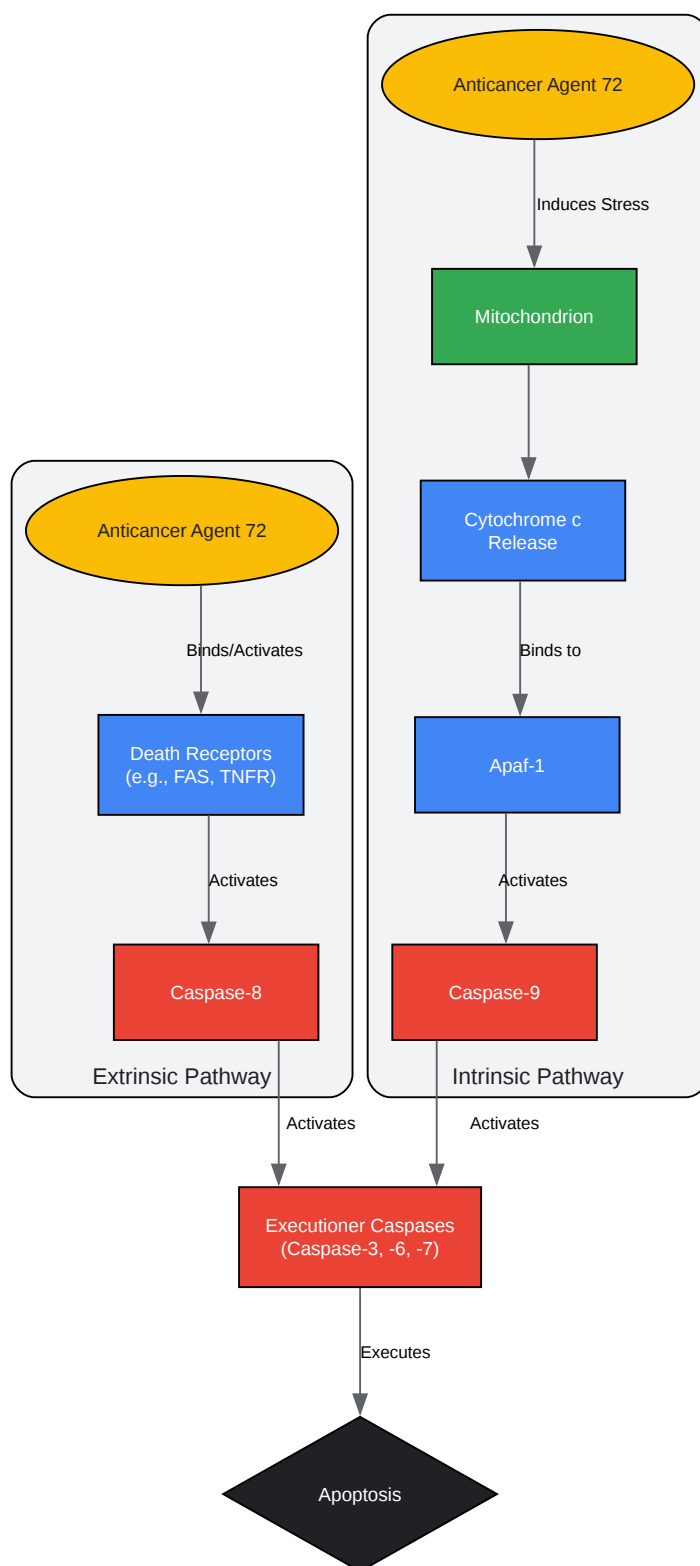 Anticancer Agent 72
Induces Stress
Mitochondrion
Cytochrome c
Release
Binds to
Apaf-1
Activates
Caspase-9
Intrinsic Pathway
Anticancer Agent 72
Binds/Activates
Death Receptors
(e.g., FAS, TNFR)
Activates
Caspase-8
Extrinsic Pathway
Activates
Activates
Executioner Caspases
(Caspase-3, -6, -7)
Executes
Apoptosis